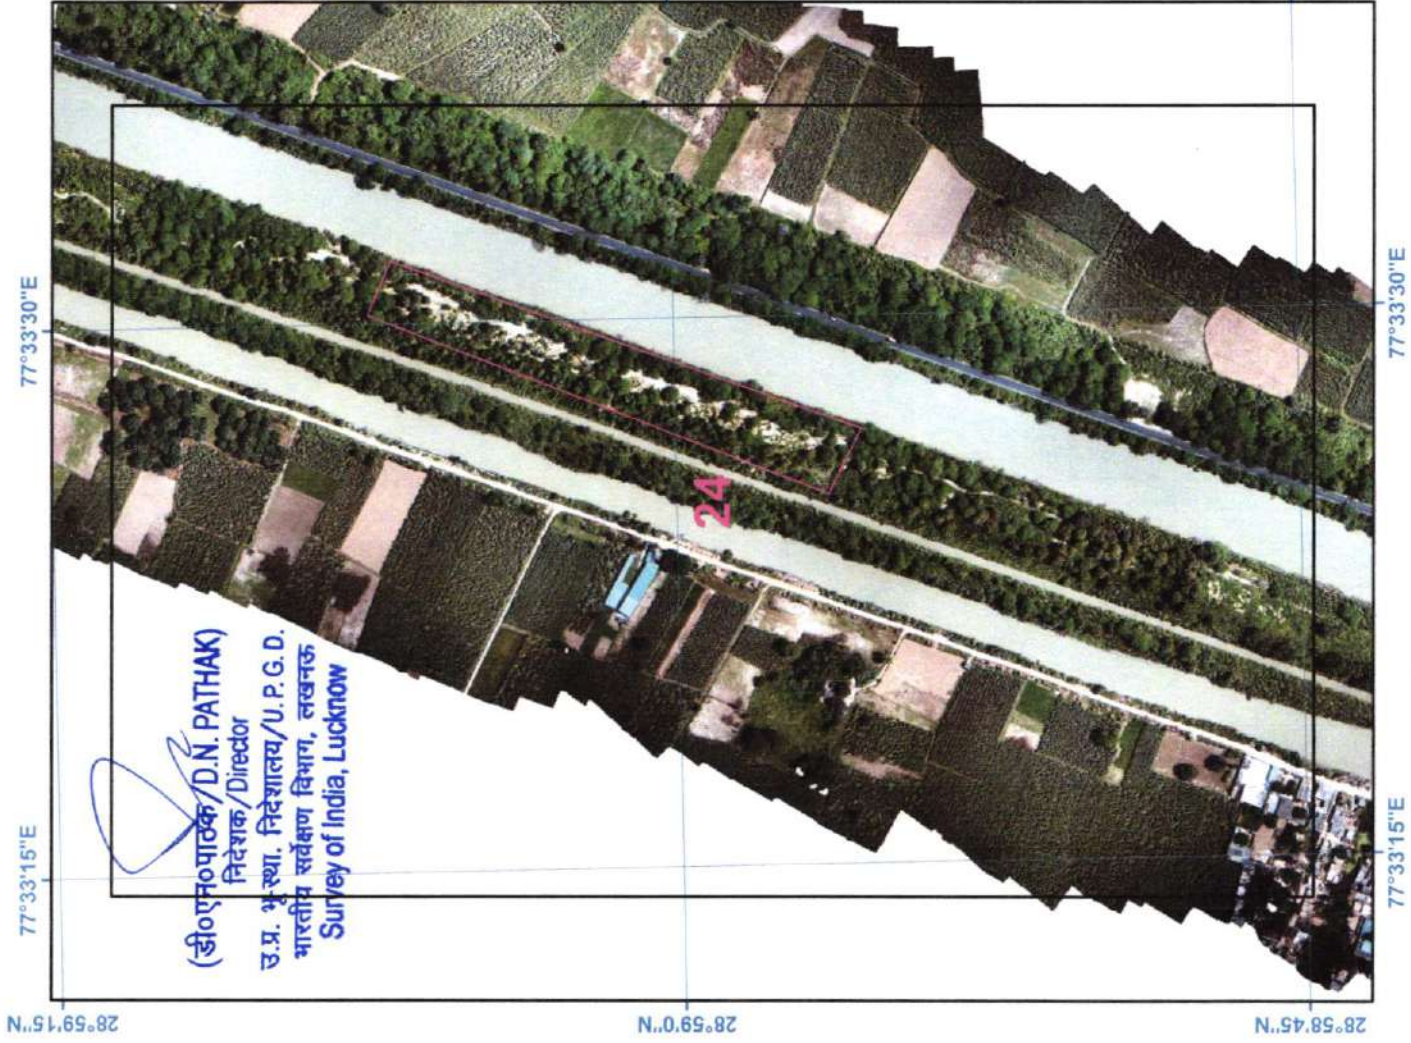 77°33'15"E
77°33'30"E
28°59'15"N
28°59'0"N
28°58'45"N
(डी०एन०पाठक/D.N. PATHAK)
निदेशक/Director
उ.प्र. भू-स्था. निदेशालय/U.P.G.D.
भारतीय सर्वेक्षण विभाग, लखनऊ
Survey of India, Lucknow
24
77°33'15"E
77°33'30"E